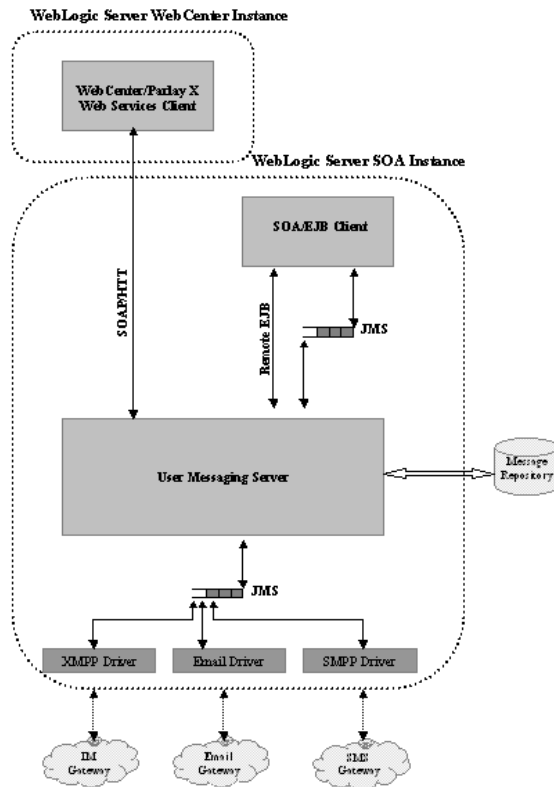 WebLogic Server WebCenter Instance
WebCenter/Parlay X
Web Services Client
WebLogic Server SOA Instance
SOA/EJB Client
SOAP/HTT
Remote EJB
JMS
User Messaging Server
Message
Repository
JMS
XMPP Driver
Email Driver
SMPP Driver
IM
Gateway
Email
Gateway
SMS
Gateway